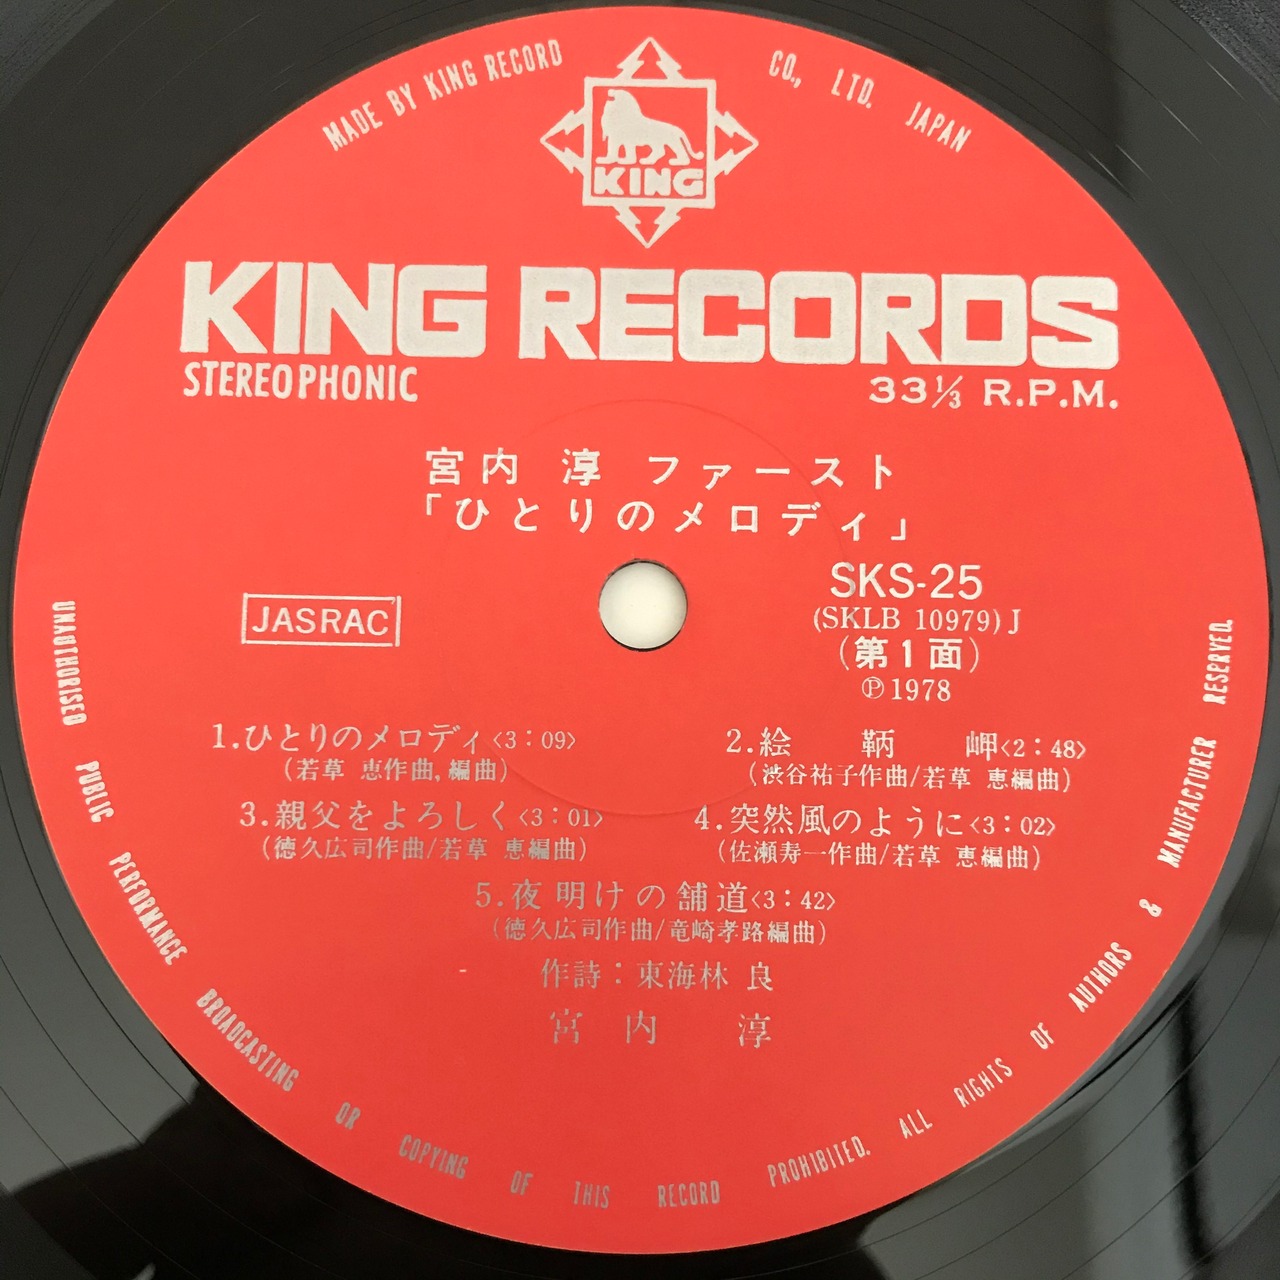 MADE BY KING RECORD CO., LTD. JAPAN
KING
KING RECORDS
STEREOPHONIC
33⅓ R.P.M.
宮内 淳 ファースト
「ひとりのメロディ」
SKS-25
JASRAC
(SKLB 10979) J
(第1面)
Ⓟ1978
1.ひとりのメロディ<3:09>
(若草 恵作曲,編曲)
2.絵 鞆 岬<2:48>
(渋谷祐子作曲/若草 恵編曲)
3.親父をよろしく<3:01>
(徳久広司作曲/若草 恵編曲)
4.突然風のように<3:02>
(佐瀬寿一作曲/若草 恵編曲)
5.夜明けの舗道<3:42>
(徳久広司作曲/竜崎孝路編曲)
作詩:東海林 良
宮内 淳
UNAUTHORISED PUBLIC PERFORMANCE BROADCASTING OR COPYING OF THIS RECORD PROHIBITED. ALL RIGHTS OF AUTHORS & MANUFACTURER RESERVED.